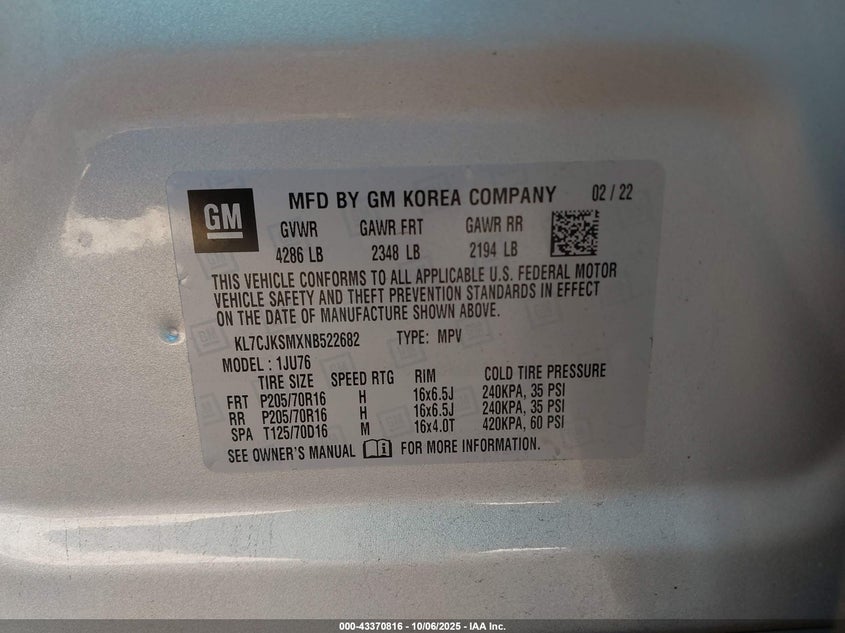 GM
MFD BY GM KOREA COMPANY 02 / 22
GVWR GAWR FRT GAWR RR
4286 LB 2348 LB 2194 LB
THIS VEHICLE CONFORMS TO ALL APPLICABLE U.S. FEDERAL MOTOR
VEHICLE SAFETY AND THEFT PREVENTION STANDARDS IN EFFECT
ON THE DATE OF MANUFACTURE SHOWN ABOVE.
KL7CJKSMXNB522682 TYPE: MPV
MODEL : 1JU76
TIRE SIZE SPEED RTG RIM COLD TIRE PRESSURE
FRT P205/70R16 H 16x6.5J 240KPA, 35 PSI
RR P205/70R16 H 16x6.5J 240KPA, 35 PSI
SPA T125/70D16 M 16x4.0T 420KPA, 60 PSI
SEE OWNER'S MANUAL FOR MORE INFORMATION.
000-43370816 - 10/06/2025 - IAA Inc.